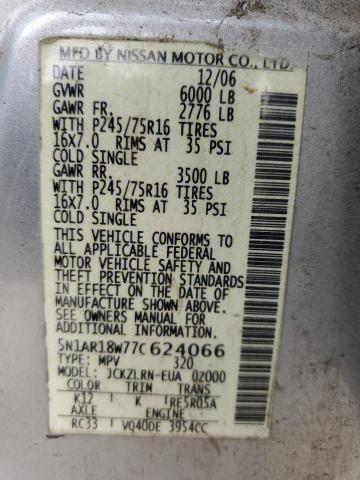 MFD BY NISSAN MOTOR CO., LTD.
DATE 12/06
GVWR 6000 LB
GAWR FR. 2776 LB
WITH P245/75R16 TIRES
16x7.0 RIMS AT 35 PSI
COLD SINGLE
GAWR RR. 3500 LB
WITH P245/75R16 TIRES
16x7.0 RIMS AT 35 PSI
COLD SINGLE
THIS VEHICLE CONFORMS TO
ALL APPLICABLE FEDERAL
MOTOR VEHICLE SAFETY AND
THEFT PREVENTION STANDARDS
IN EFFECT ON THE DATE OF
MANUFACTURE SHOWN ABOVE.
SEE OWNERS MANUAL FOR
ADDITIONAL INFORMATION
5N1AR18W77C624066
TYPE: MPV 320
MODEL: JCKZLRN-EUA 0Z000
COLOR TRIM TRANS
K12 K RE5R05A
AXLE ENGINE
RC33 VQ40DE 3954CC